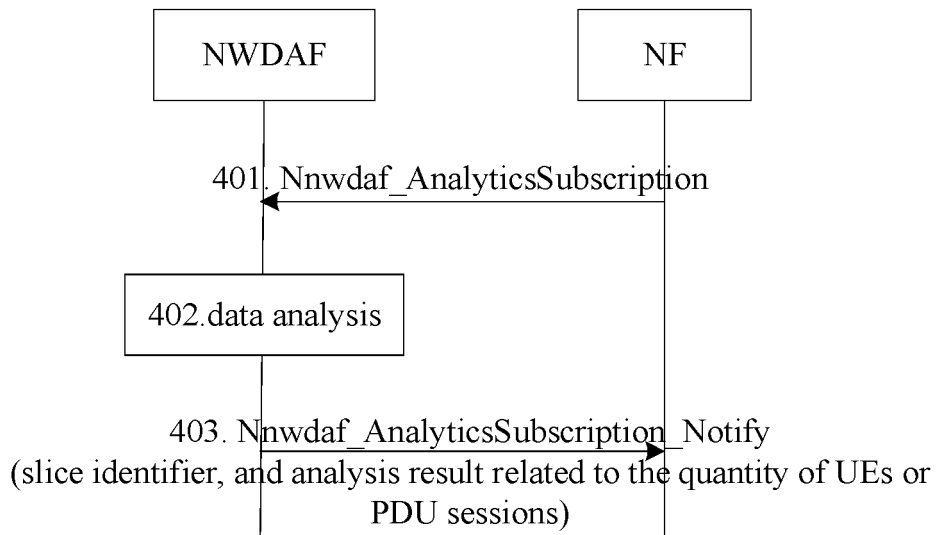 NWDAF
NF
401. Nnwdaf_AnalyticsSubscription
402.data analysis
403. Nnwdaf_AnalyticsSubscription_Notify
(slice identifier, and analysis result related to the quantity of UEs or
PDU sessions)